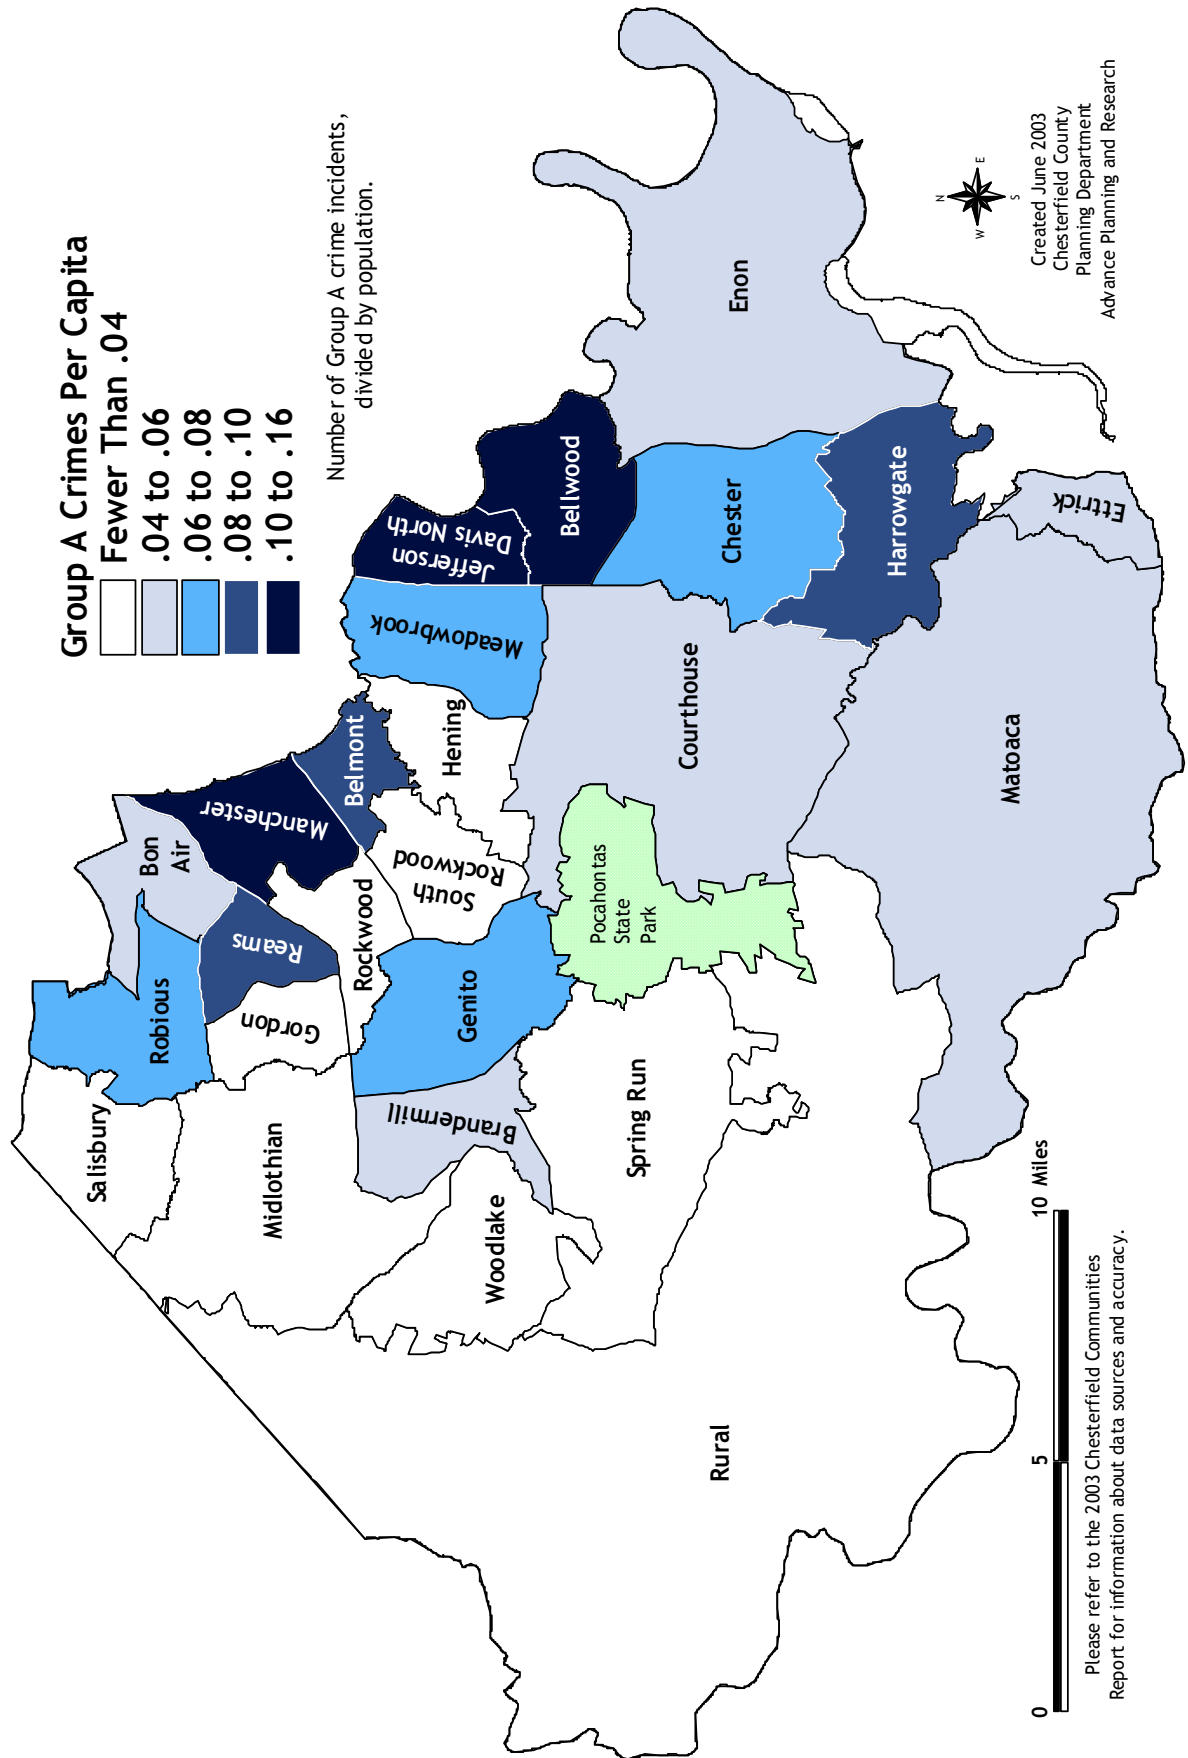 Group A Crimes Per Capita
Fewer Than .04
.04 to .06
.06 to .08
.08 to .10
.10 to .16
Number of Group A crime incidents,
divided by population.
Salisbury
Robious
Bon
Air
Midlothian
Gordon
Reams
Manchester
Rockwood
Belmont
Brandermill
Genito
South
Rockwood
Hening
Meadowbrook
Jefferson
Davis North
Woodlake
Bellwood
Spring Run
Pocahontas
State
Park
Courthouse
Chester
Enon
Rural
Harrowgate
Matoaca
Ettrick
N
W
E
S
Created June 2003
Chesterfield County
Planning Department
Advance Planning and Research
0
5
10 Miles
Please refer to the 2003 Chesterfield Communities
Report for information about data sources and accuracy.